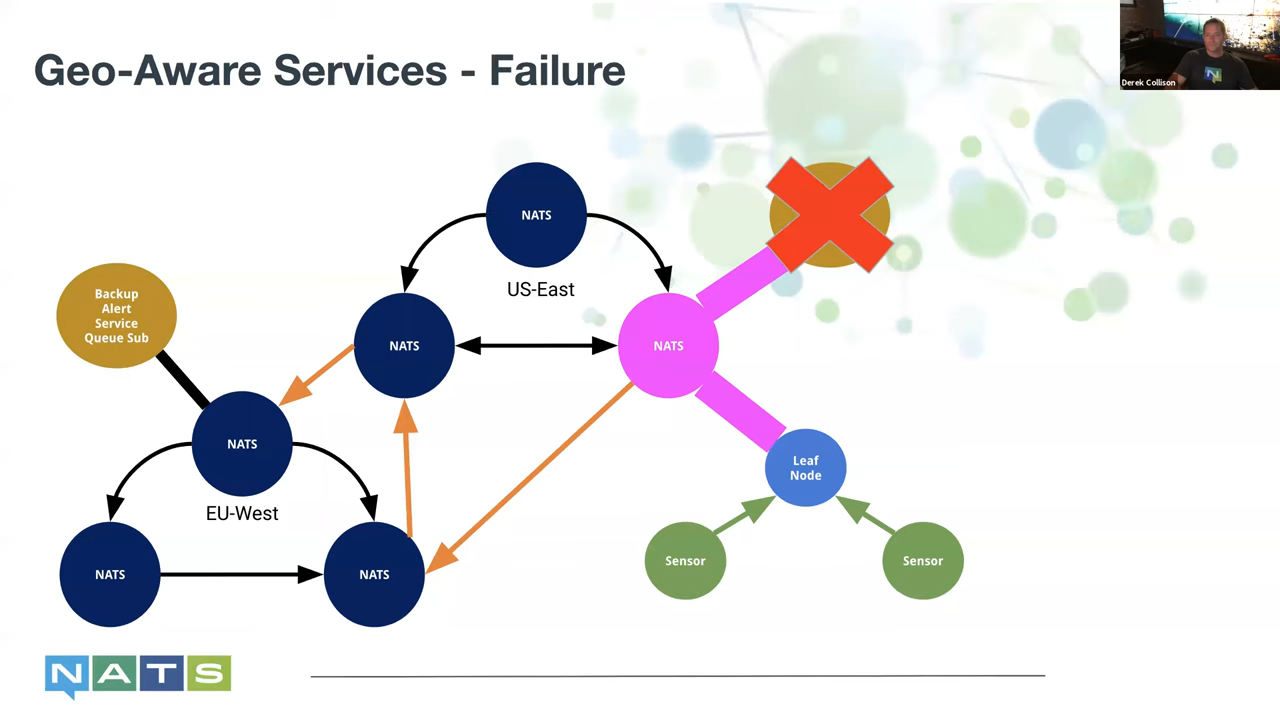 Geo-Aware Services - Failure
Derek Collison
NATS
US-East
Backup
Alert
Service
Queue Sub
NATS
NATS
NATS
EU-West
Leaf
Node
NATS
NATS
Sensor
Sensor
NATS